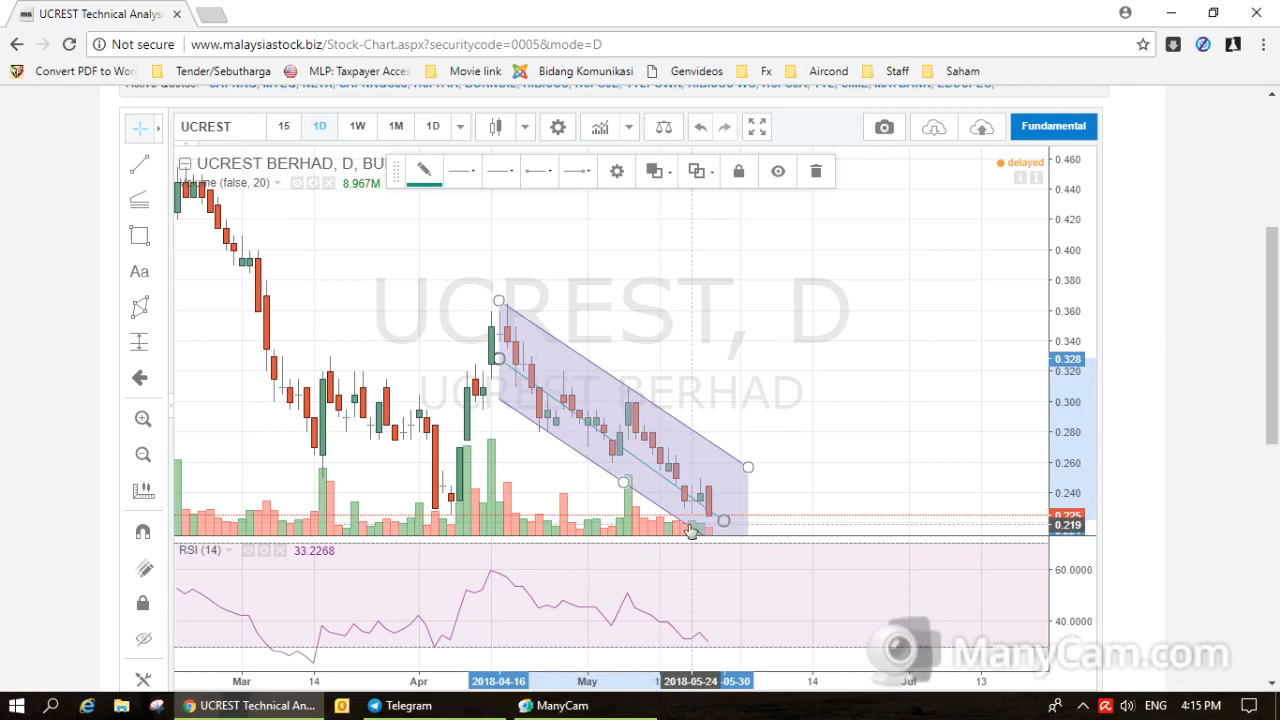 UCREST Technical Analys
Not secure
www.malaysiastock.biz/Stock-Chart.aspx?securitycode=0005&mode=D
Convert PDF to Word
Tender/Sebutharga
MLP: Taxpayer Acces
Movie link
Bidang Komunikasi
Genvideos
Fx
Aircond
Staff
Saham
UCREST
15
1D
1W
1M
1D
Fundamental
UCREST BERHAD, D, BU
delayed
Volume (false, 20)
8.967M
UCREST, D
UCREST BERHAD
Aa
0.460
0.440
0.420
0.400
0.380
0.360
0.340
0.328
0.320
0.300
0.280
0.260
0.240
0.225
0.219
RSI (14)
33.2268
60.0000
40.0000
Mar
14
Apr
2018-04-16
May
2018-05-24
-05-30
14
Jul
13
ManyCam.com
UCREST Technical An...
Telegram
ManyCam
ENG
4:15 PM